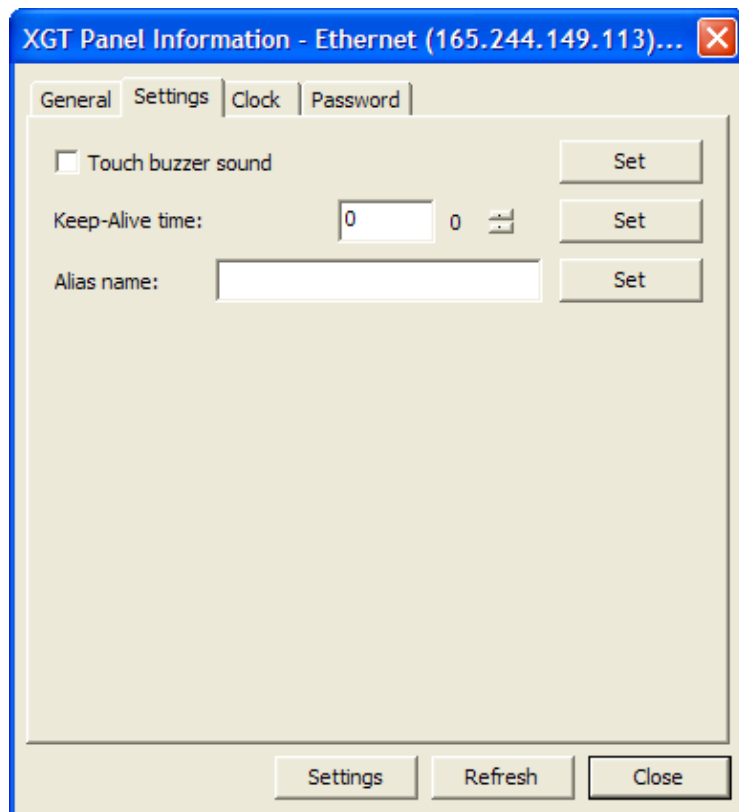 XGT Panel Information - Ethernet (165.244.149.113)...
General Settings Clock Password
Touch buzzer sound Set
Keep-Alive time: 0 0 Set
Alias name: Set
Settings Refresh Close